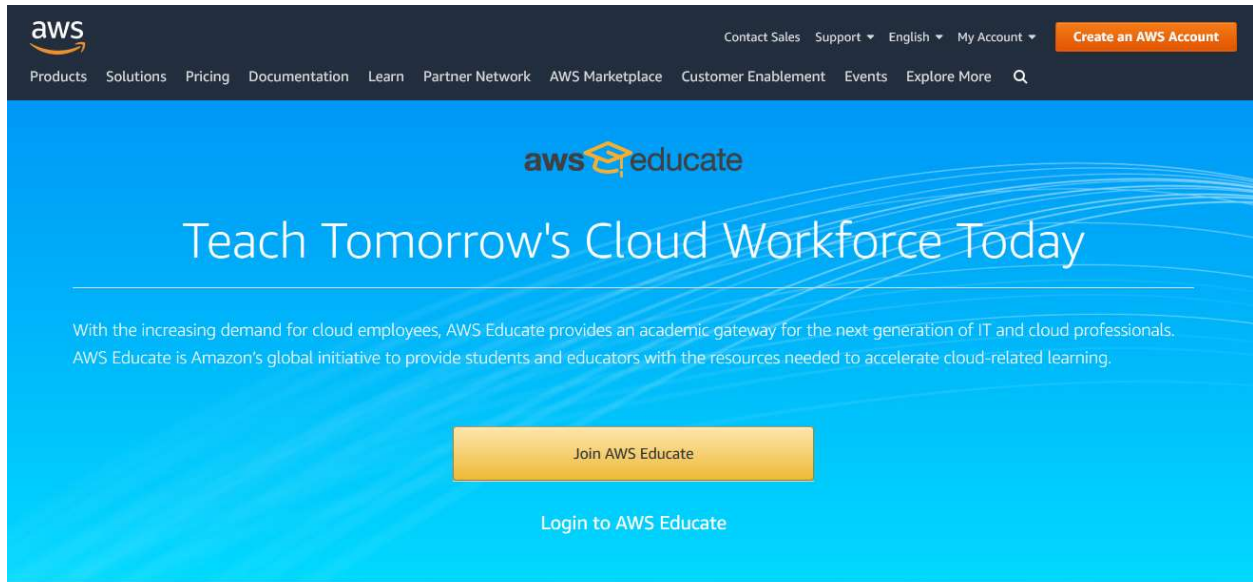 aws
Contact Sales Support English My Account Create an AWS Account
Products Solutions Pricing Documentation Learn Partner Network AWS Marketplace Customer Enablement Events Explore More
aws educate
Teach Tomorrow's Cloud Workforce Today
With the increasing demand for cloud employees, AWS Educate provides an academic gateway for the next generation of IT and cloud professionals.
AWS Educate is Amazon's global initiative to provide students and educators with the resources needed to accelerate cloud-related learning.
Join AWS Educate
Login to AWS Educate